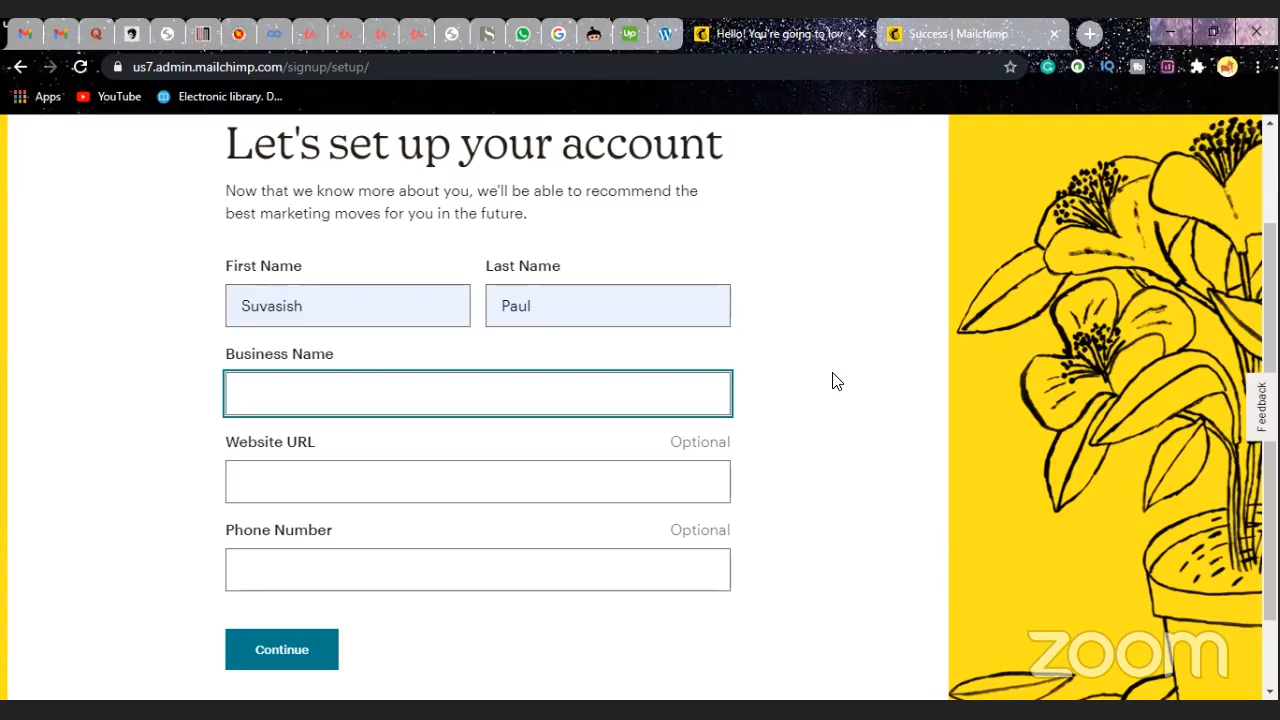 Hello! You're going to lov
Success | Mailchimp
us7.admin.mailchimp.com/signup/setup/
Apps
YouTube
Electronic library. D...
Let's set up your account
Now that we know more about you, we'll be able to recommend the
best marketing moves for you in the future.
First Name
Last Name
Suvasish
Paul
Business Name
Website URL
Optional
Phone Number
Optional
Continue
Feedback
zoom